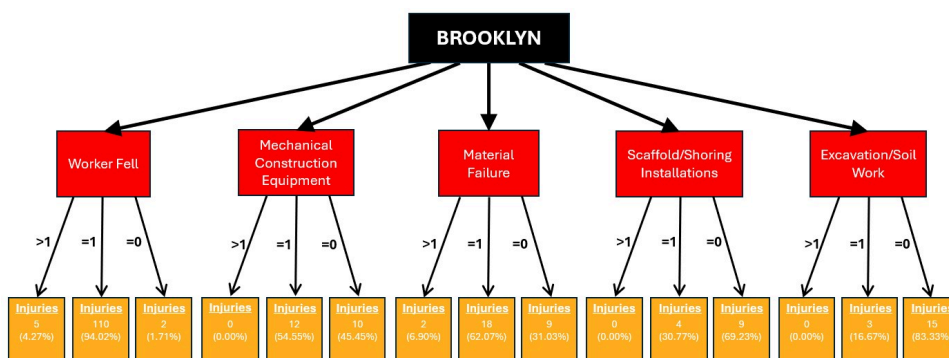 BROOKLYN
Worker Fell
Mechanical
Construction
Equipment
Material
Failure
Scaffold/Shoring
Installations
Excavation/Soil
Work
>1
=1
=0
>1
=1
=0
>1
=1
=0
>1
=1
=0
>1
=1
=0
Injuries
5
(4.27%)
Injuries
110
(94.02%)
Injuries
2
(1.71%)
Injuries
0
(0.00%)
Injuries
12
(54.55%)
Injuries
10
(45.45%)
Injuries
2
(6.90%)
Injuries
18
(62.07%)
Injuries
9
(31.03%)
Injuries
0
(0.00%)
Injuries
4
(30.77%)
Injuries
9
(69.23%)
Injuries
0
(0.00%)
Injuries
3
(16.67%)
Injuries
15
(83.33%)